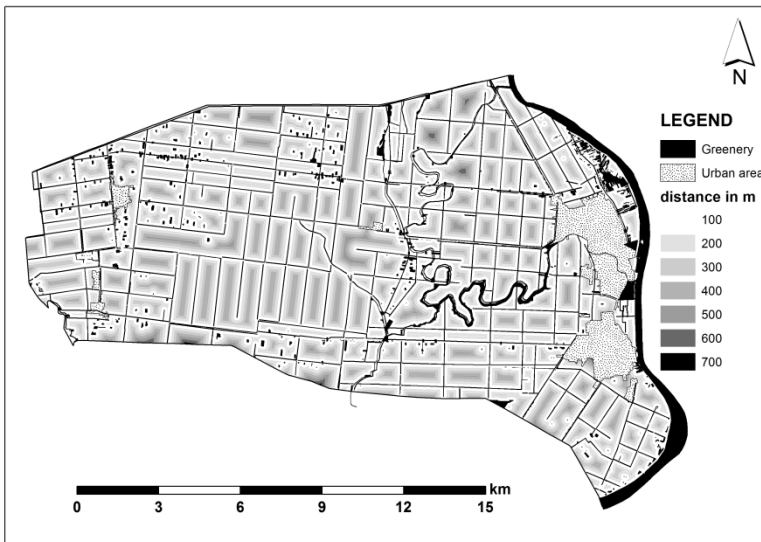 N
LEGEND
Greenery
Urban area
distance in m
100
200
300
400
500
600
700
km
0 3 6 9 12 15